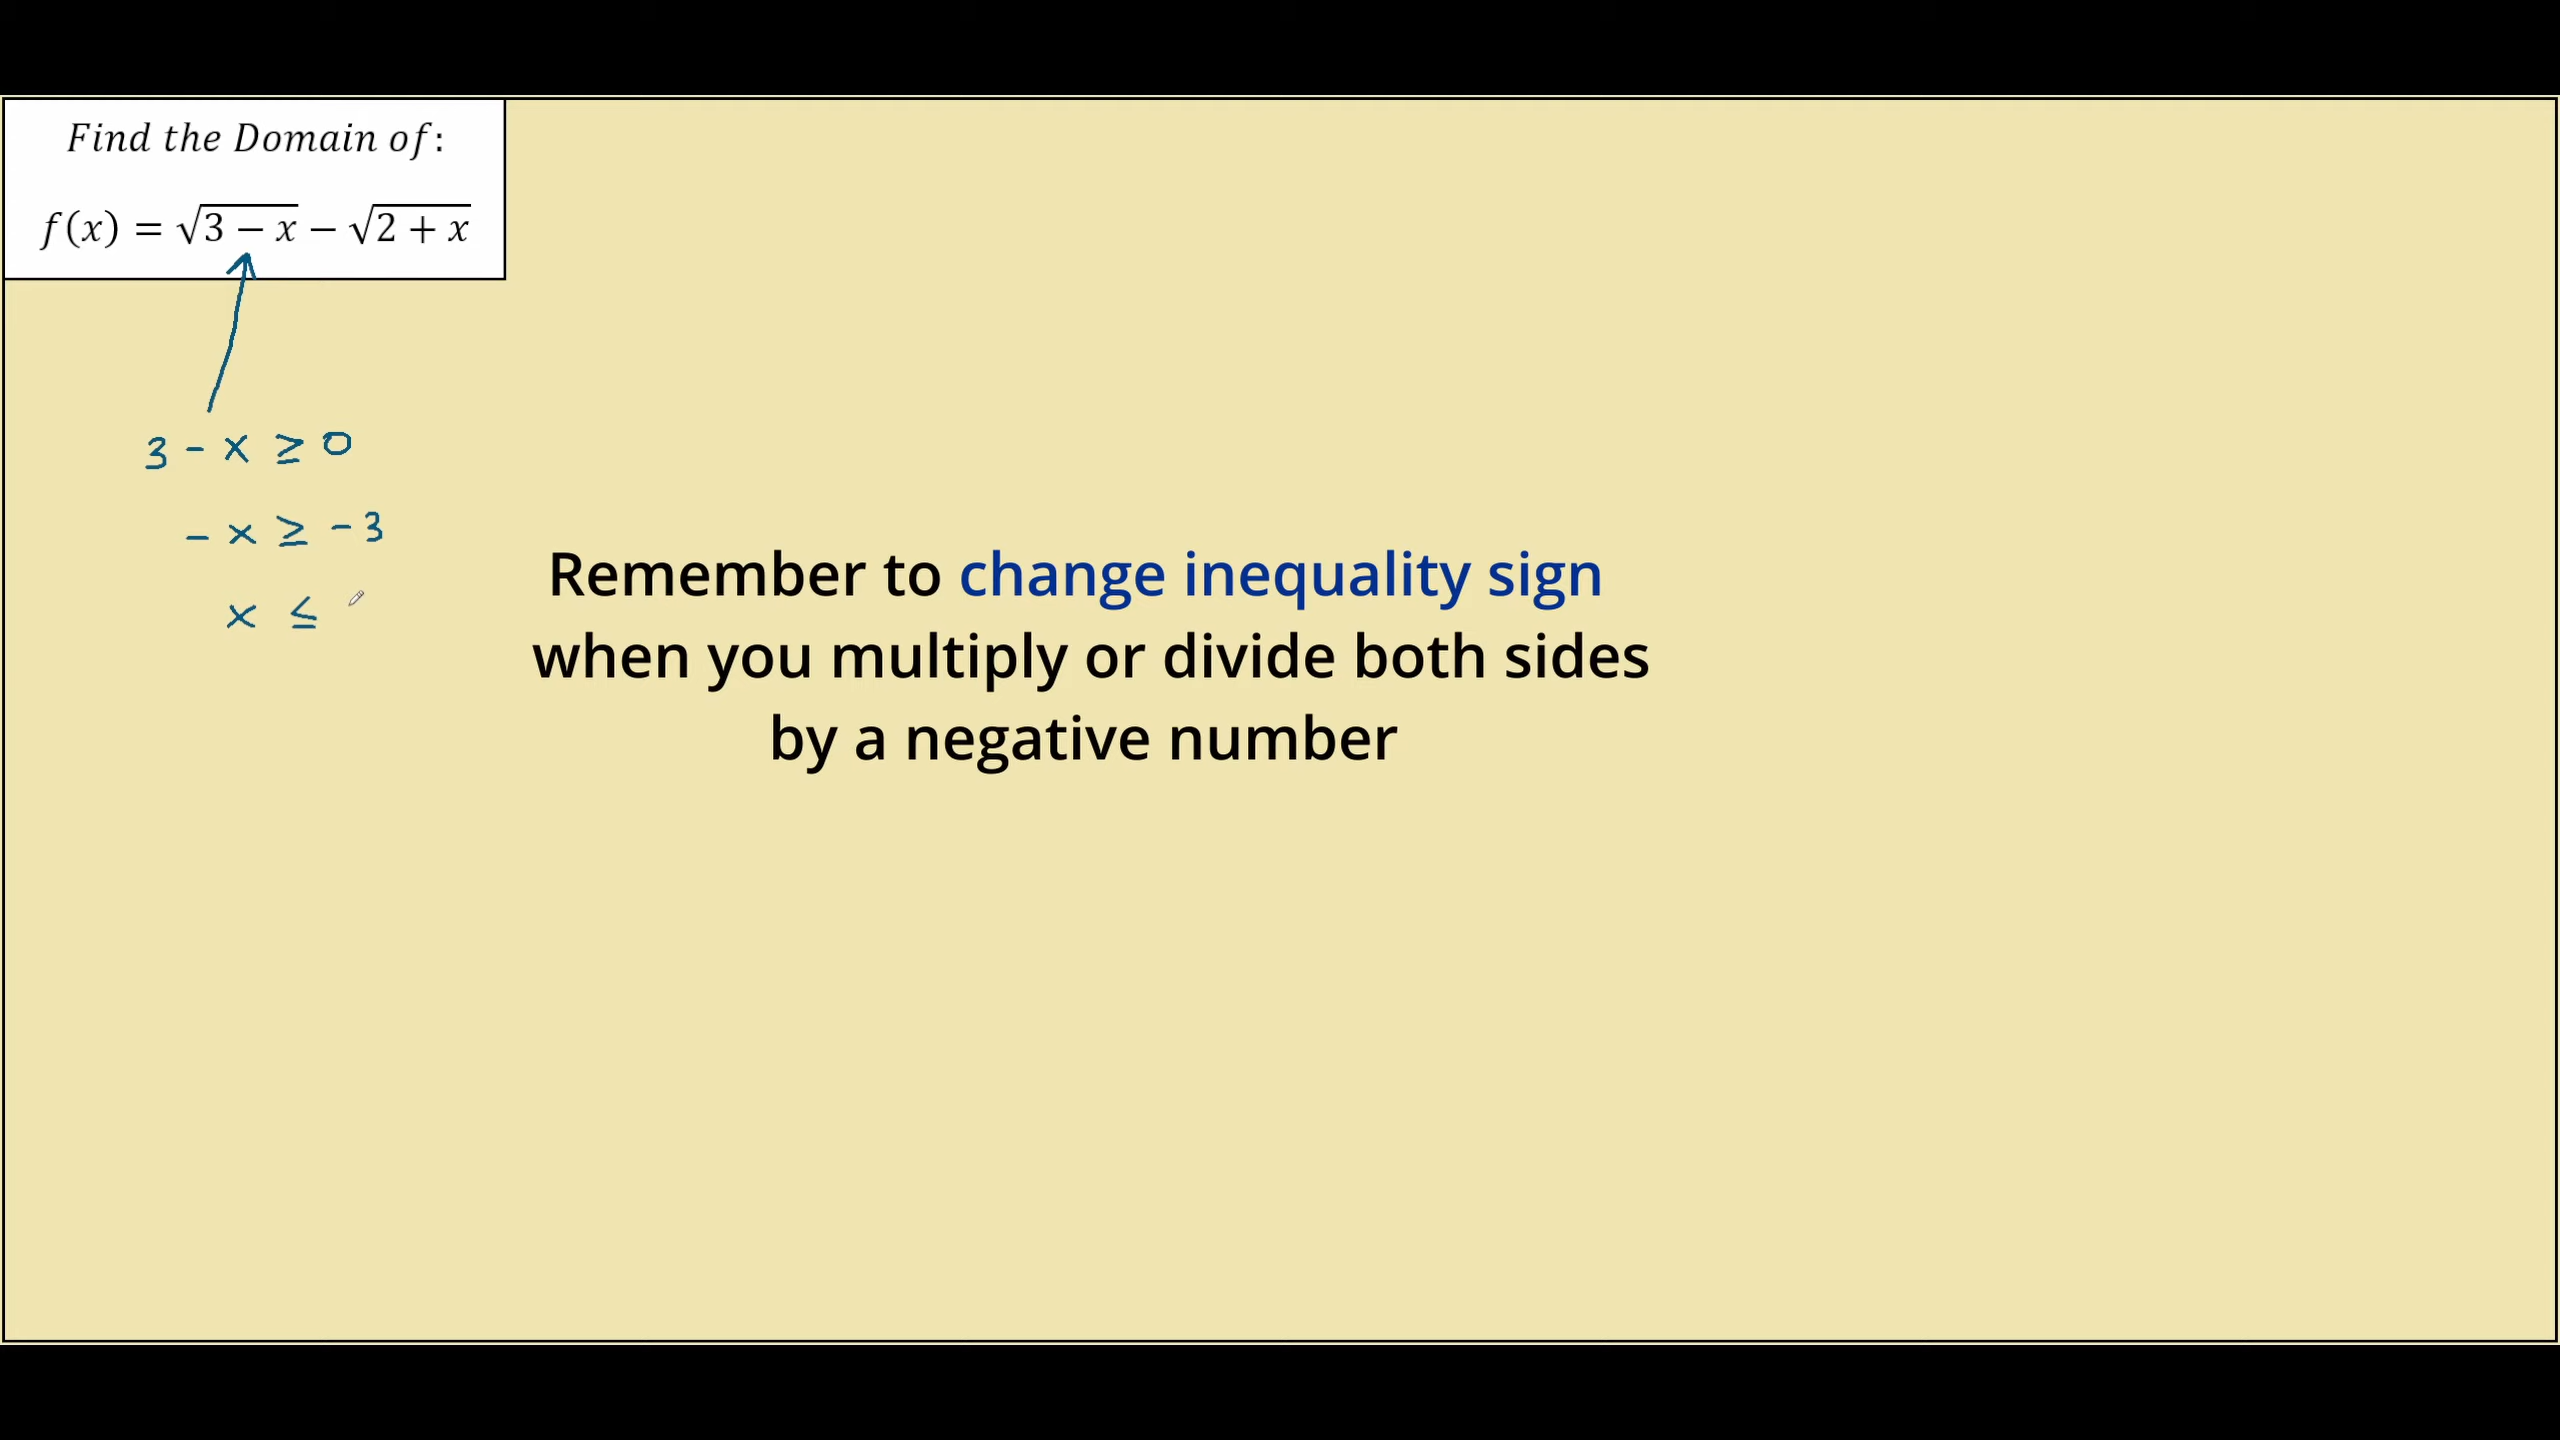 Find the Domain of:
f(x) = √3 − x − √2 + x
3 - x ≥ 0
- x ≥ - 3
x ≤
Remember to change inequality sign
when you multiply or divide both sides
by a negative number